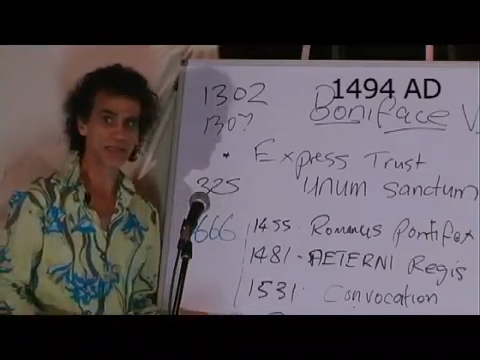 1302
1494 AD
Boniface V
1307
Express Trust
325
Unum Sanctum
666
1455 Romanus Pontifex
1481 - AETERNI Regis
1531 Convocation